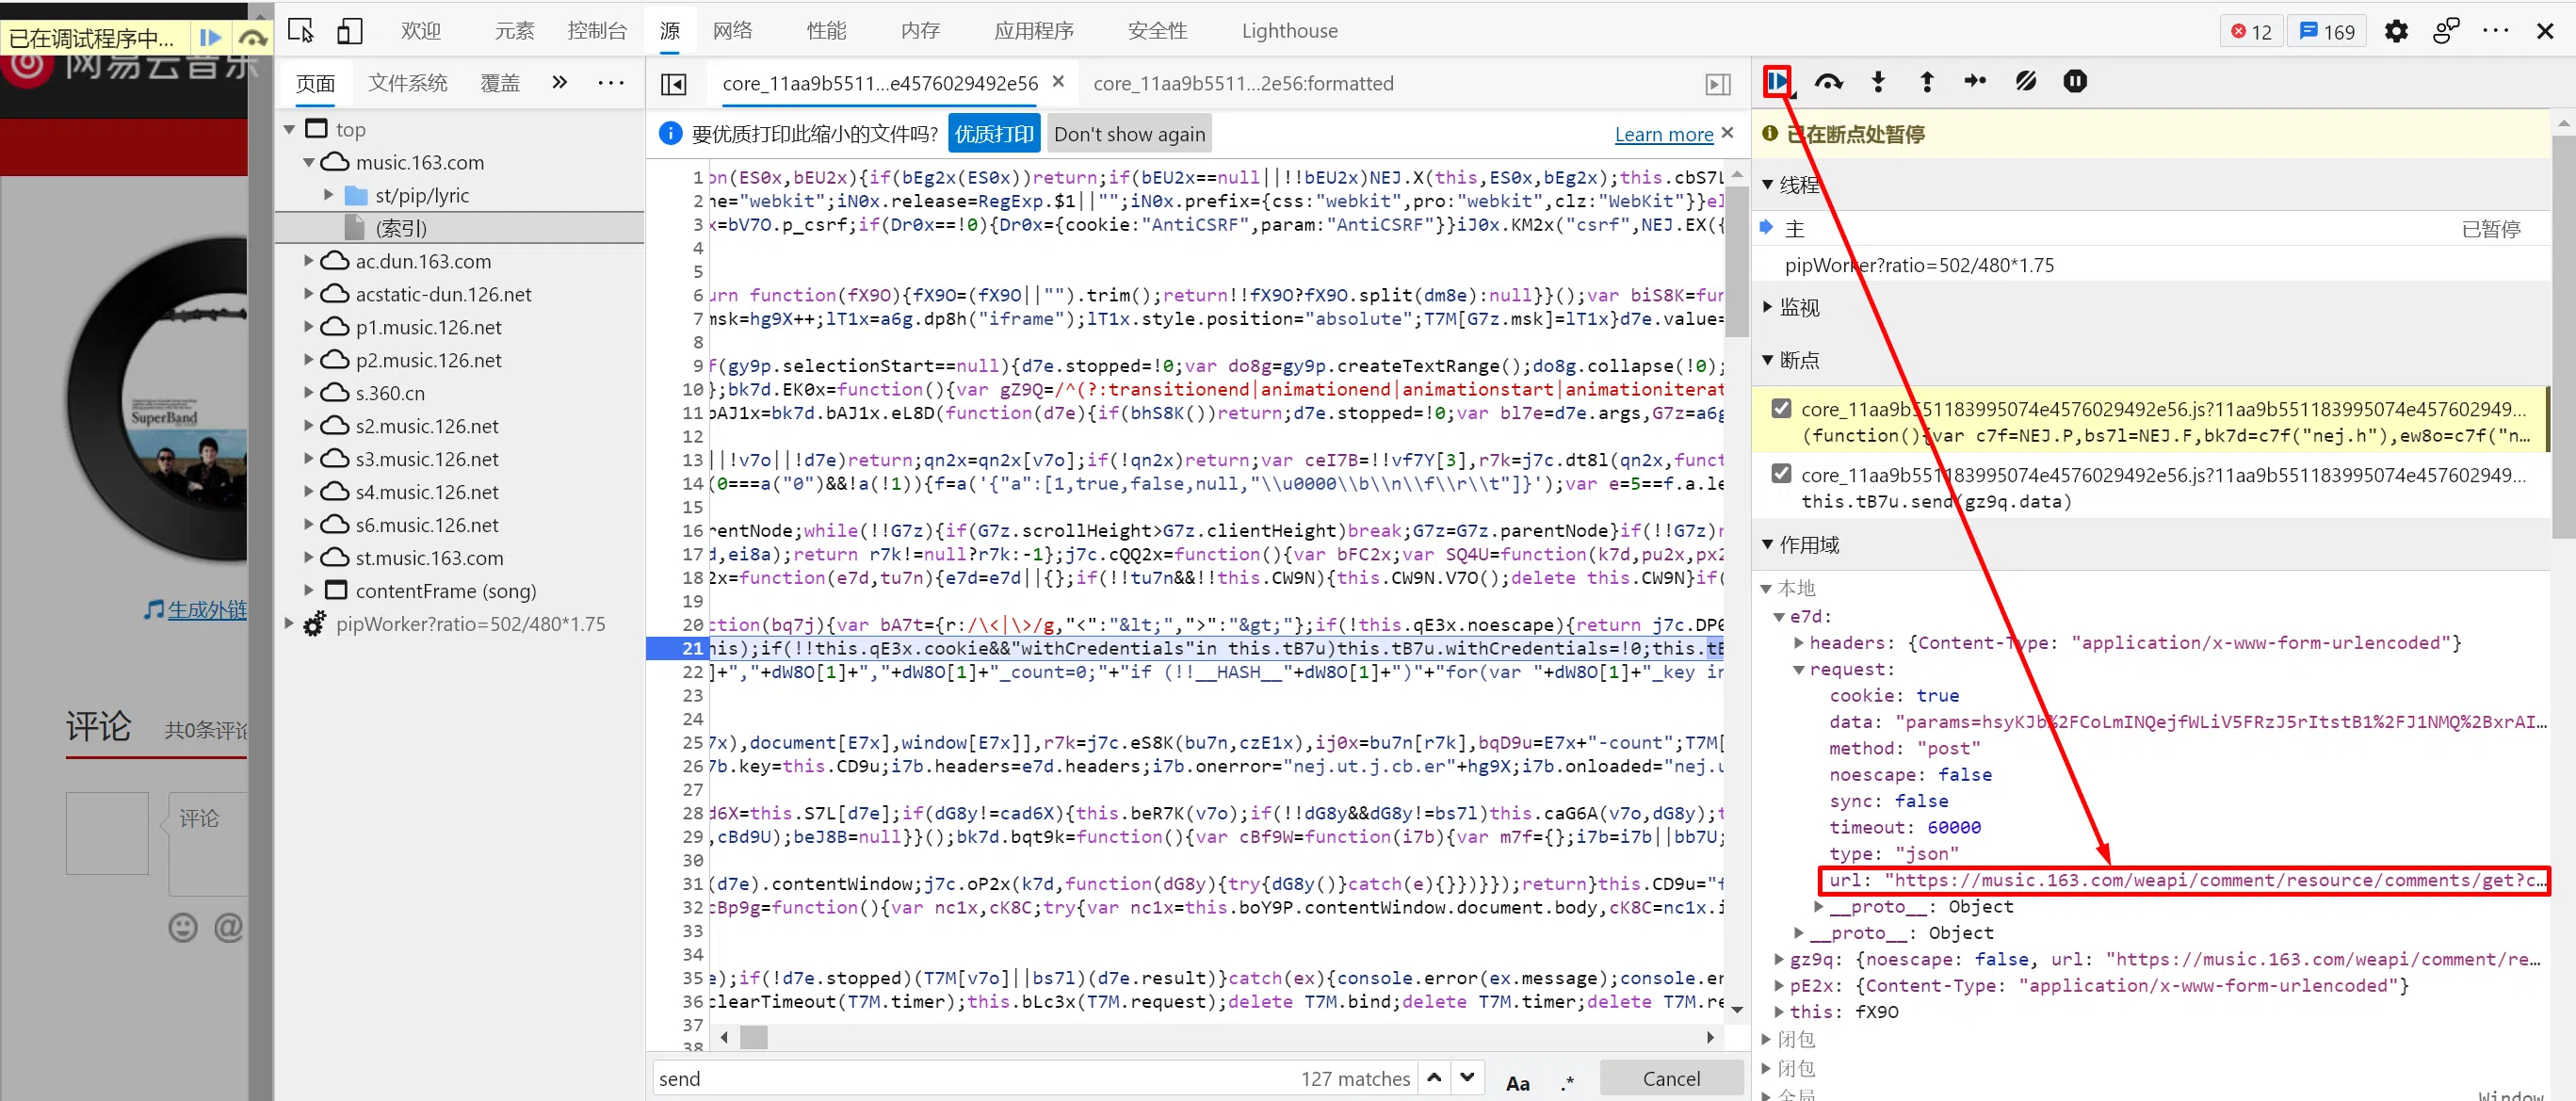 已在调试程序中...
网易云音乐
生成外链
评论
共0条评论
评论
欢迎
元素
控制台
源
网络
性能
内存
应用程序
安全性
Lighthouse
12
169
页面
文件系统
覆盖
top
music.163.com
st/pip/lyric
(索引)
ac.dun.163.com
acstatic-dun.126.net
p1.music.126.net
p2.music.126.net
s.360.cn
s2.music.126.net
s3.music.126.net
s4.music.126.net
s6.music.126.net
st.music.163.com
contentFrame (song)
pipWorker?ratio=502/480*1.75
core_11aa9b5511...e4576029492e56
core_11aa9b5511...2e56:formatted
要优质打印此缩小的文件吗?
优质打印
Don't show again
Learn more
1 on(ES0x,bEU2x){if(bEg2x(ES0x))return;if(bEU2x==null||!!bEU2x)NEJ.X(this,ES0x,bEg2x);this.cbS7L
2 ne="webkit";iN0x.release=RegExp.$1||"";iN0x.prefix={css:"webkit",pro:"webkit",clz:"WebKit"}}el
3 x=bV7O.p_csrf;if(Dr0x==!0){Dr0x={cookie:"AntiCSRF",param:"AntiCSRF"}}iJ0x.KM2x("csrf",NEJ.EX({
4
5
6 urn function(fX9O){fX9O=(fX9O||"").trim();return!!fX9O?fX9O.split(dm8e):null}}();var biS8K=fun
7 msk=hg9X++;lT1x=a6g.dp8h("iframe");lT1x.style.position="absolute";T7M[G7z.msk]=lT1x}d7e.value=
8
9 f(gy9p.selectionStart==null){d7e.stopped=!0;var do8g=gy9p.createTextRange();do8g.collapse(!0);
10 };bk7d.EK0x=function(){var gZ9Q=/^(?:transitionend|animationend|animationstart|animationiterat
11 bAJ1x=bk7d.bAJ1x.eL8D(function(d7e){if(bhS8K())return;d7e.stopped=!0;var bl7e=d7e.args,G7z=a6g
12
13 ||!v7o||!d7e)return;qn2x=qn2x[v7o];if(!qn2x)return;var ceI7B=!!vf7Y[3],r7k=j7c.dt8l(qn2x,funct
14 (0===a("0")&&!a(!1)){f=a('{"a":[1,true,false,null,"\\u0000\\b\\n\\f\\r\\t"]}');var e=5==f.a.le
15
16 rentNode;while(!!G7z){if(G7z.scrollHeight>G7z.clientHeight)break;G7z=G7z.parentNode}if(!!G7z)r
17 d,ei8a);return r7k!=null?r7k:-1};j7c.cQQ2x=function(){var bFC2x;var SQ4U=function(k7d,pu2x,px2
18 2x=function(e7d,tu7n){e7d=e7d||{};if(!!tu7n&&!!this.CW9N){this.CW9N.V7O();delete this.CW9N}if(
19
20 ction(bq7j){var bA7t={r:/\<|\>/g,"<":"&lt;",">":"&gt;"};if(!this.qE3x.noescape){return j7c.DP0
21 his);if(!!this.qE3x.cookie&&"withCredentials"in this.tB7u)this.tB7u.withCredentials=!0;this.tB
22 ]+","+dW8O[1]+","+dW8O[1]+"_count=0;"+"if (!!__HASH__"+dW8O[1]+")"+"for(var "+dW8O[1]+"_key in
23
24
25 7x),document[E7x],window[E7x]],r7k=j7c.eS8K(bu7n,czE1x),ij0x=bu7n[r7k],bqD9u=E7x+"-count";T7M[
26 7b.key=this.CD9u;i7b.headers=e7d.headers;i7b.onerror="nej.ut.j.cb.er"+hg9X;i7b.onloaded="nej.u
27
28 d6X=this.S7L[d7e];if(dG8y!=cad6X){this.beR7K(v7o);if(!!dG8y&&dG8y!=bs7l)this.caG6A(v7o,dG8y);t
29 ,cBd9U);beJ8B=null}}();bk7d.bqt9k=function(){var cBf9W=function(i7b){var m7f={};i7b=i7b||bb7U;
30
31 (d7e).contentWindow;j7c.oP2x(k7d,function(dG8y){try{dG8y()}catch(e){}})}});return}this.CD9u="f
32 cBp9g=function(){var nc1x,cK8C;try{var nc1x=this.boY9P.contentWindow.document.body,cK8C=nc1x.i
33
34
35 e);if(!d7e.stopped)(T7M[v7o]||bs7l)(d7e.result)}catch(ex){console.error(ex.message);console.er
36 clearTimeout(T7M.timer);this.bLc3x(T7M.request);delete T7M.bind;delete T7M.timer;delete T7M.re
37
38
send
127 matches
Aa
.*
Cancel
已在断点处暂停
线程
主
已暂停
pipWorker?ratio=502/480*1.75
监视
断点
core_11aa9b551183995074e4576029492e56.js?11aa9b551183995074e457602949...
(function(){var c7f=NEJ.P,bs7l=NEJ.F,bk7d=c7f("nej.h"),ew8o=c7f("n...
core_11aa9b551183995074e4576029492e56.js?11aa9b551183995074e457602949...
this.tB7u.send(gz9q.data)
作用域
本地
e7d:
headers: {Content-Type: "application/x-www-form-urlencoded"}
request:
cookie: true
data: "params=hsyKJb%2FCoLmINQejfWLiV5FRzJ5rItstB1%2FJ1NMQ%2BxrAI...
method: "post"
noescape: false
sync: false
timeout: 60000
type: "json"
url: "https://music.163.com/weapi/comment/resource/comments/get?c...
__proto__: Object
__proto__: Object
gz9q: {noescape: false, url: "https://music.163.com/weapi/comment/re...
pE2x: {Content-Type: "application/x-www-form-urlencoded"}
this: fX9O
闭包
闭包
全局
Window
SuperBand